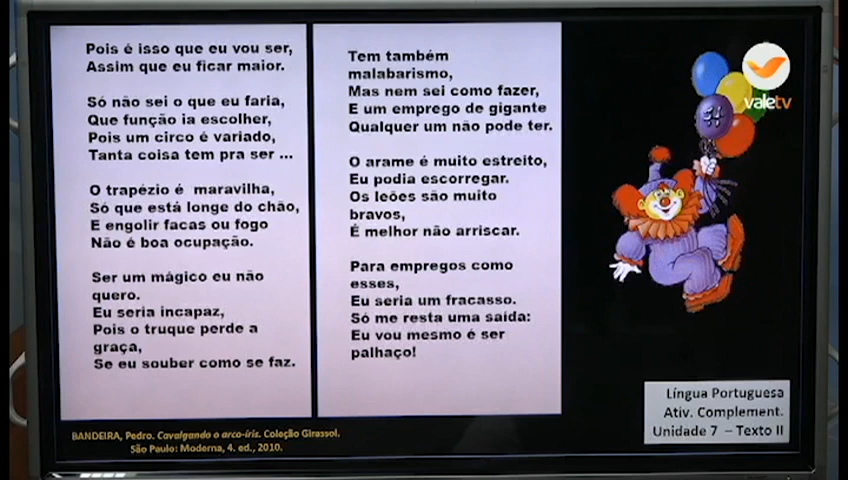 Pois é isso que eu vou ser,
Assim que eu ficar maior.
Só não sei o que eu faria,
Que função ia escolher,
Pois um circo é variado,
Tanta coisa tem pra ser ...
O trapézio é maravilha,
Só que está longe do chão,
E engolir facas ou fogo
Não é boa ocupação.
Ser um mágico eu não
quero.
Eu seria incapaz,
Pois o truque perde a
graça,
Se eu souber como se faz.
Tem também
malabarismo,
Mas nem sei como fazer,
E um emprego de gigante
Qualquer um não pode ter.
O arame é muito estreito,
Eu podia escorregar.
Os leões são muito
bravos,
É melhor não arriscar.
Para empregos como
esses,
Eu seria um fracasso.
Só me resta uma saída:
Eu vou mesmo é ser
palhaço!
BANDEIRA, Pedro. Cavalgando o arco-íris. Coleção Girassol.
São Paulo: Moderna, 4. ed., 2010.
valetv
Língua Portuguesa
Ativ. Complement.
Unidade 7 – Texto II